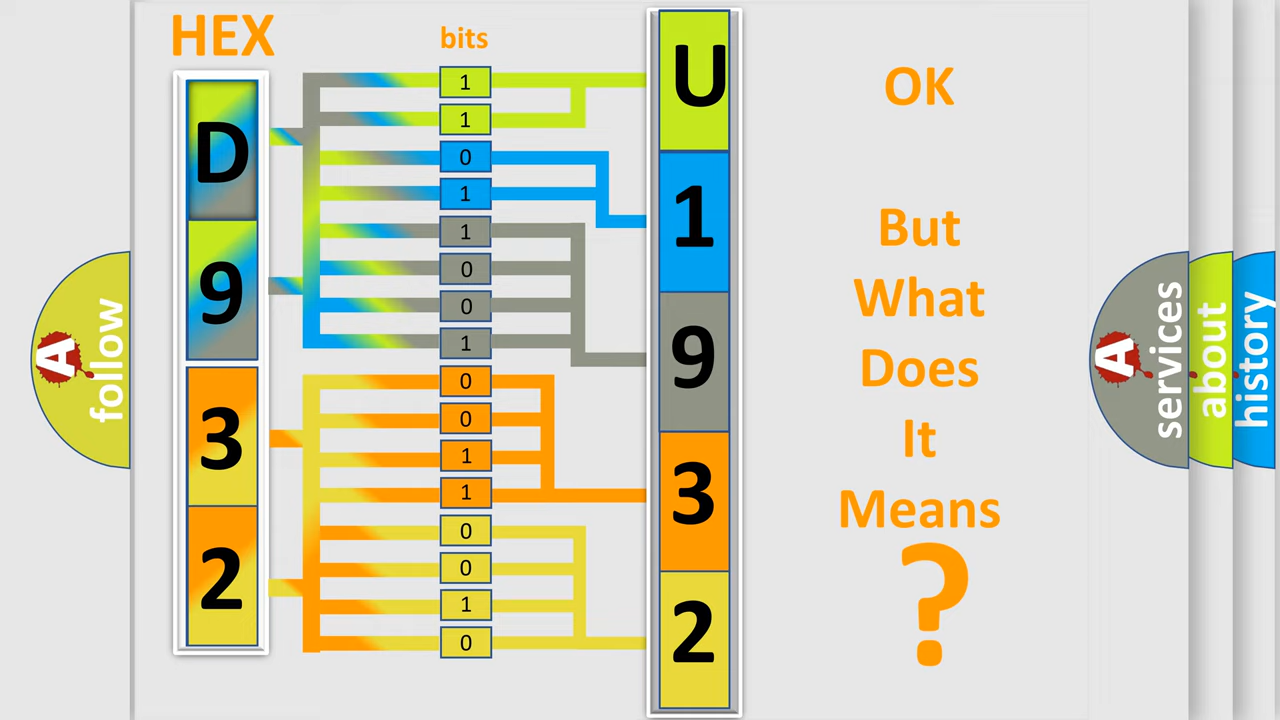 HEX
bits
D
9
3
2
1
1
0
1
1
0
0
1
0
0
1
1
0
0
1
0
U
1
9
3
2
OK
But
What
Does
It
Means
?
A
follow
A
services
about
history